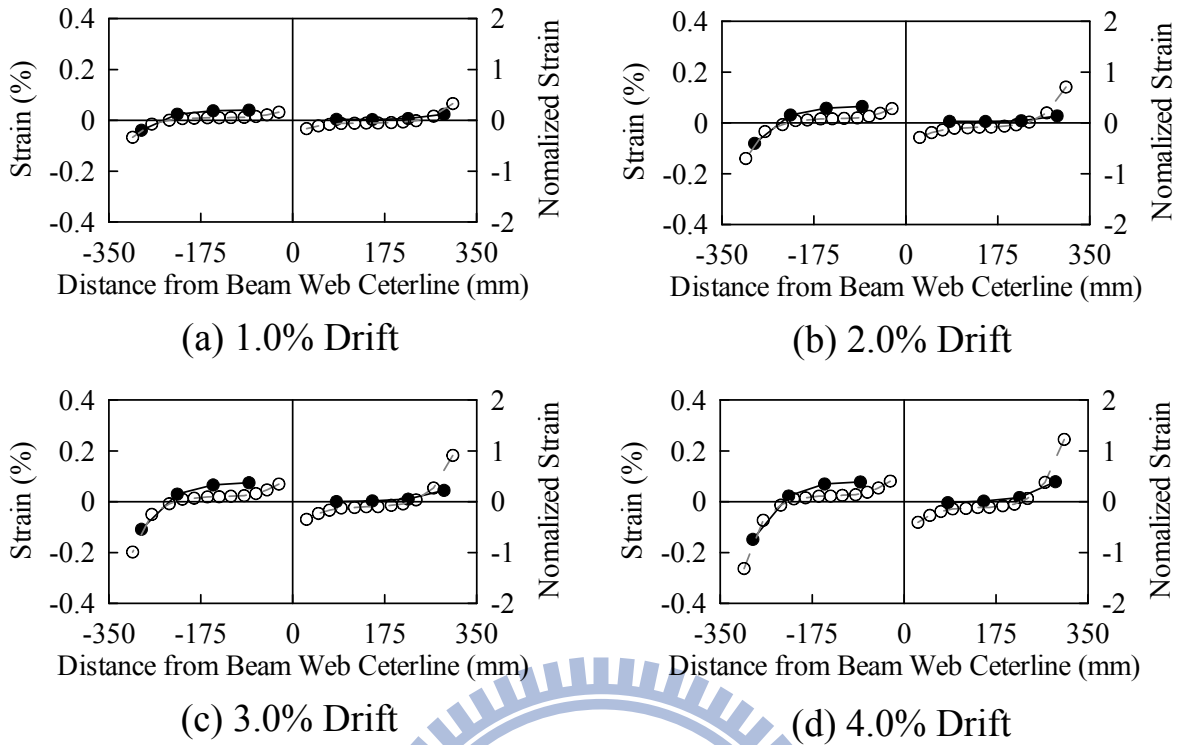 0.4
0.2
0
-0.2
-0.4
Strain (%)
2
1
0
-1
-2
Nomalized Strain
-350 -175 0 175 350
Distance from Beam Web Ceterline (mm)
(a) 1.0% Drift
0.4
0.2
0
-0.2
-0.4
Strain (%)
2
1
0
-1
-2
Nomalized Strain
-350 -175 0 175 350
Distance from Beam Web Ceterline (mm)
(b) 2.0% Drift
0.4
0.2
0
-0.2
-0.4
Strain (%)
2
1
0
-1
-2
Nomalized Strain
-350 -175 0 175 350
Distance from Beam Web Ceterline (mm)
(c) 3.0% Drift
0.4
0.2
0
-0.2
-0.4
Strain (%)
2
1
0
-1
-2
Nomalized Strain
-350 -175 0 175 350
Distance from Beam Web Ceterline (mm)
(d) 4.0% Drift